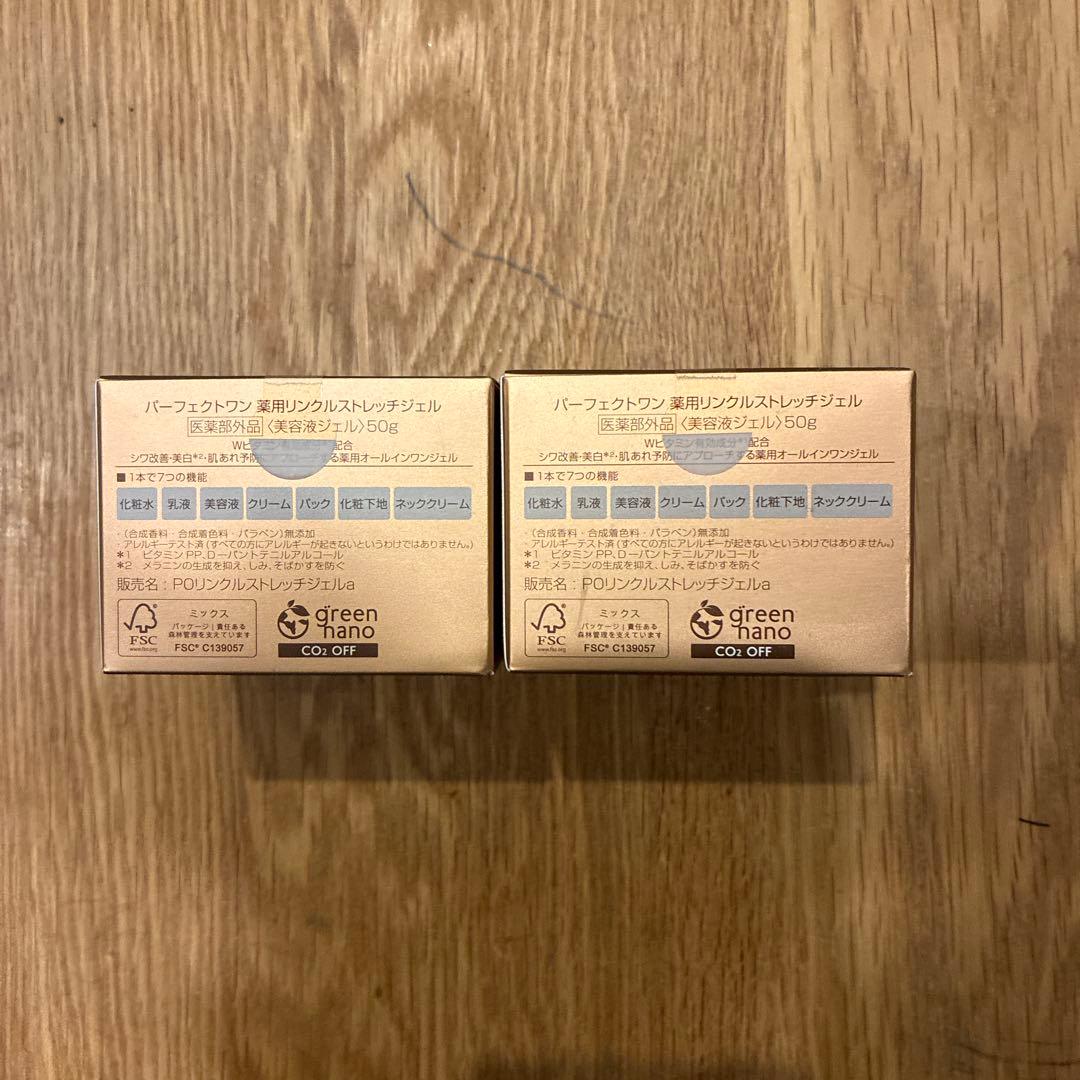 パーフェクトワン 薬用リンクルストレッチジェル
医薬部外品〈美容液ジェル〉50g
Wビタミン有効成分*1配合
シワ改善・美白*2・肌あれ予防にアプローチする薬用オールインワンジェル
■1本で7つの機能
化粧水 乳液 美容液 クリーム パック 化粧下地 ネッククリーム
・(合成香料・合成着色料・パラベン)無添加
・アレルギーテスト済(すべての方にアレルギーが起きないというわけではありません。)
*1 ビタミンPP、D-パントテニルアルコール
*2 メラニンの生成を抑え、しみ、そばかすを防ぐ
販売名:POリンクルストレッチジェルa
FSC
www.fsc.org
ミックス
パッケージ|責任ある
森林管理を支えています
FSC® C139057
green
nano
CO2 OFF
パーフェクトワン 薬用リンクルストレッチジェル
医薬部外品〈美容液ジェル〉50g
Wビタミン有効成分*1配合
シワ改善・美白*2・肌あれ予防にアプローチする薬用オールインワンジェル
■1本で7つの機能
化粧水 乳液 美容液 クリーム パック 化粧下地 ネッククリーム
・(合成香料・合成着色料・パラベン)無添加
・アレルギーテスト済(すべての方にアレルギーが起きないというわけではありません。)
*1 ビタミンPP、D-パントテニルアルコール
*2 メラニンの生成を抑え、しみ、そばかすを防ぐ
販売名:POリンクルストレッチジェルa
FSC
www.fsc.org
ミックス
パッケージ|責任ある
森林管理を支えています
FSC® C139057
green
nano
CO2 OFF